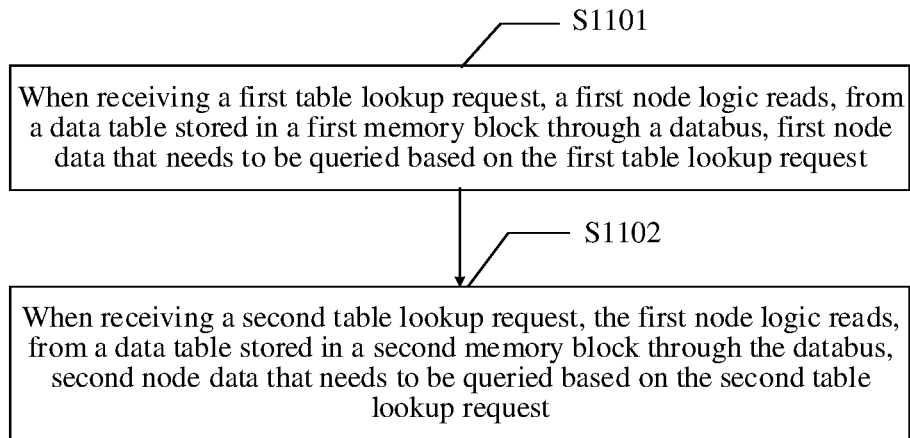 S1101
When receiving a first table lookup request, a first node logic reads, from
a data table stored in a first memory block through a databus, first node
data that needs to be queried based on the first table lookup request
S1102
When receiving a second table lookup request, the first node logic reads,
from a data table stored in a second memory block through the databus,
second node data that needs to be queried based on the second table
lookup request